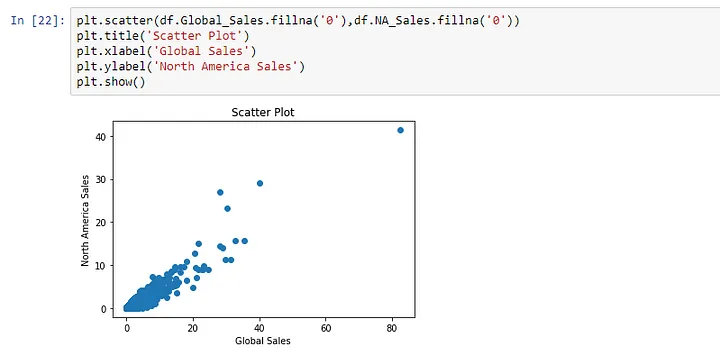 In [22]: plt.scatter(df.Global_Sales.fillna('0'),df.NA_Sales.fillna('0'))
plt.title('Scatter Plot')
plt.xlabel('Global Sales')
plt.ylabel('North America Sales')
plt.show()
Scatter Plot
North America Sales
40
30
20
10
0
0 20 40 60 80
Global Sales